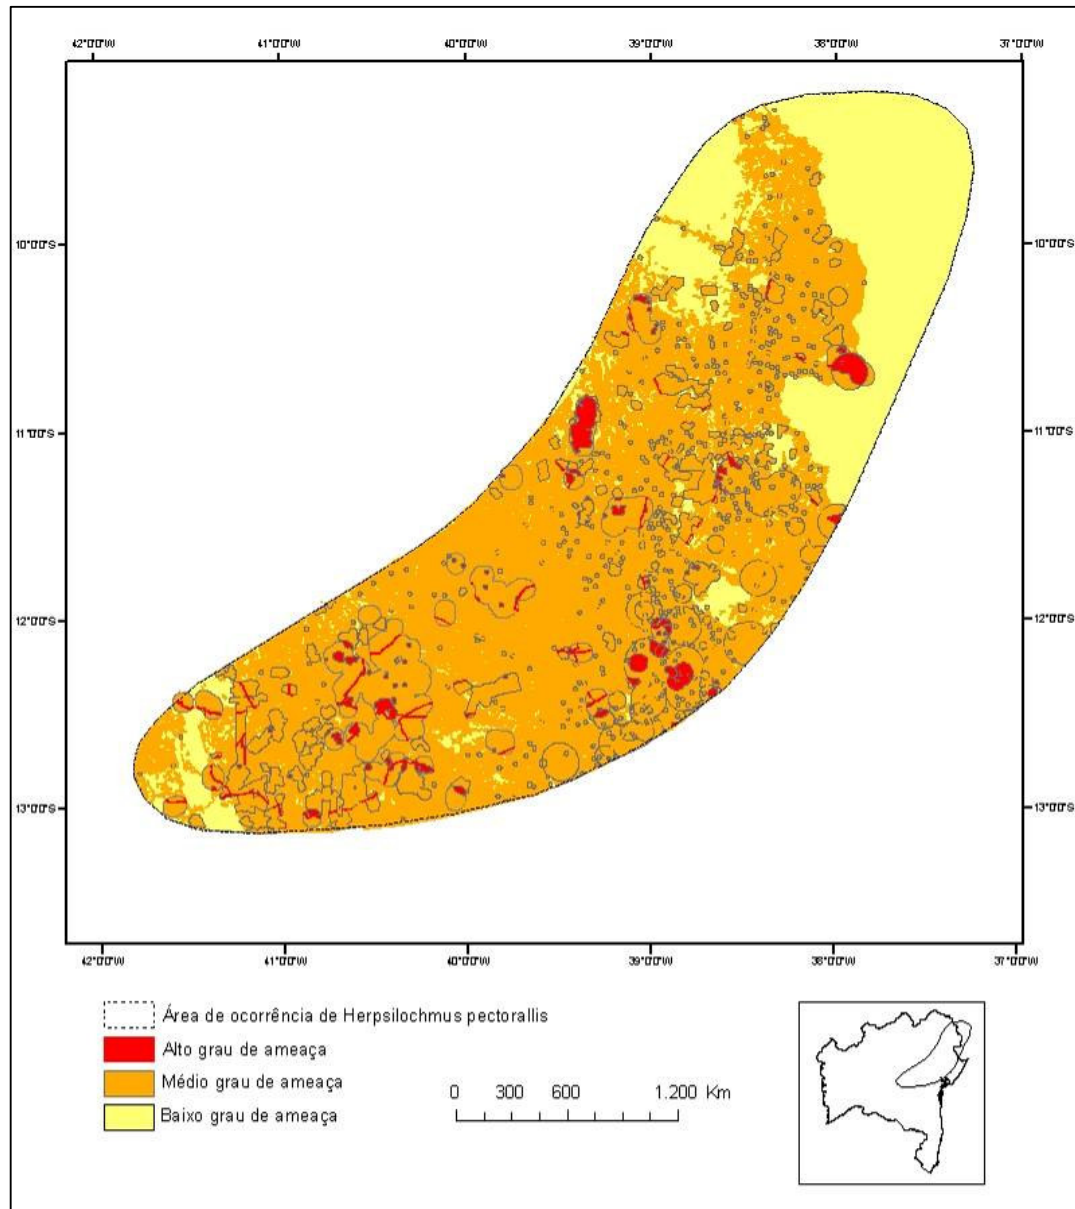 42°0'0"W 41°0'0"W 40°0'0"W 39°0'0"W 38°0'0"W 37°0'0"W
10°0'0"S 10°0'0"S
11°0'0"S 11°0'0"S
12°0'0"S 12°0'0"S
13°0'0"S 13°0'0"S
42°0'0"W 41°0'0"W 40°0'0"W 39°0'0"W 38°0'0"W 37°0'0"W
Área de ocorrência de Herpsilochmus pectorallis
Alto grau de ameaça
Médio grau de ameaça
Baixo grau de ameaça
0 300 600 1.200 Km